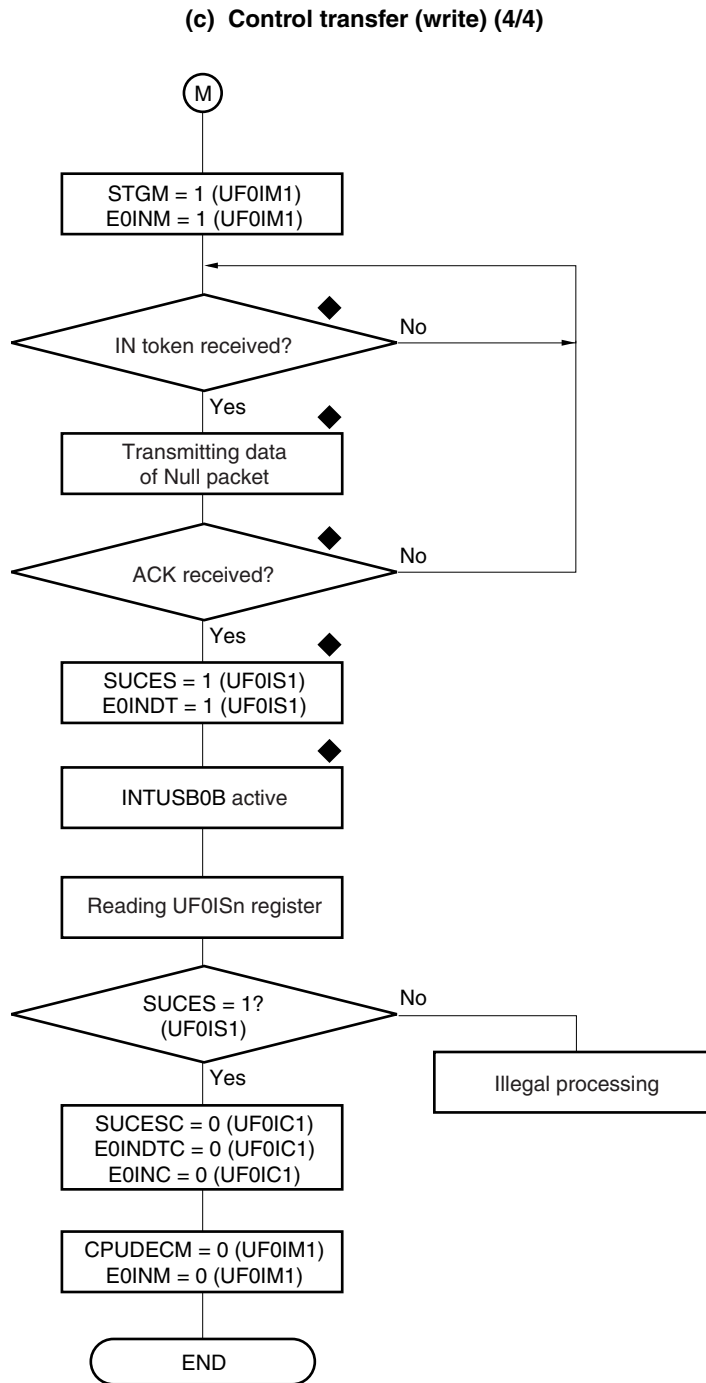 (c) Control transfer (write) (4/4)
M
STGM = 1 (UF0IM1)
E0INM = 1 (UF0IM1)
IN token received?
No
Yes
Transmitting data
of Null packet
ACK received?
No
Yes
SUCES = 1 (UF0IS1)
E0INDT = 1 (UF0IS1)
INTUSB0B active
Reading UF0ISn register
SUCES = 1?
(UF0IS1)
No
Yes
Illegal processing
SUCESC = 0 (UF0IC1)
E0INDTC = 0 (UF0IC1)
E0INC = 0 (UF0IC1)
CPUDECM = 0 (UF0IM1)
E0INM = 0 (UF0IM1)
END